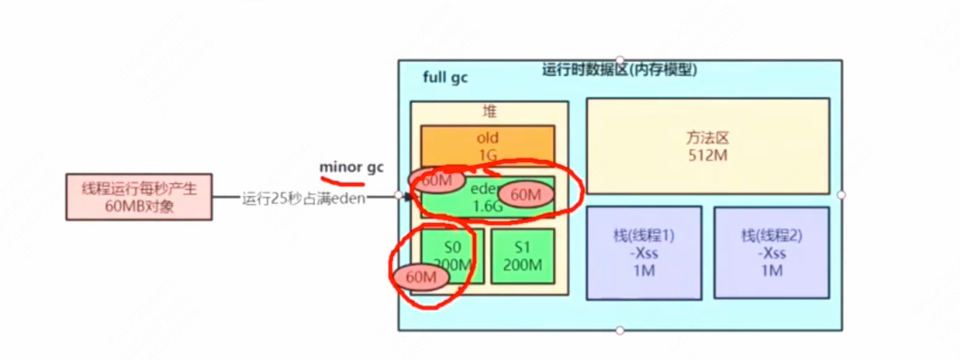 full gc
运行时数据区(内存模型)
堆
old
1G
方法区
512M
minor gc
60M
eden
60M
1.6G
线程运行每秒产生
60MB对象
运行25秒占满eden
S0
200M
60M
S1
200M
栈(线程1)
-Xss
1M
栈(线程2)
-Xss
1M